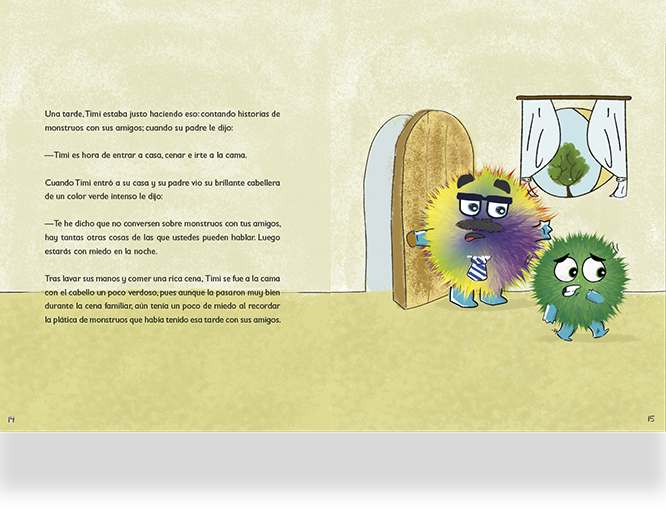 Una tarde, Timi estaba justo haciendo eso: contando historias de
monstruos con sus amigos; cuando su padre le dijo:
—Timi es hora de entrar a casa, cenar e irte a la cama.
Cuando Timi entró a su casa y su padre vio su brillante cabellera
de un color verde intenso le dijo:
—Te he dicho que no conversen sobre monstruos con tus amigos,
hay tantas otras cosas de las que ustedes pueden hablar. Luego
estarás con miedo en la noche.
Tras lavar sus manos y comer una rica cena, Timi se fue a la cama
con el cabello un poco verdoso, pues aunque la pasaron muy bien
durante la cena familiar, aún tenía un poco de miedo al recordar
la plática de monstruos que había tenido esa tarde con sus amigos.
14
15